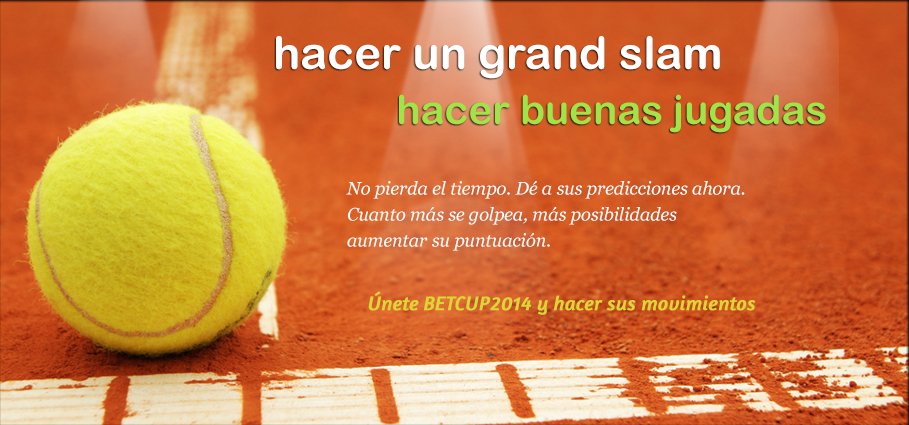 hacer un grand slam
hacer buenas jugadas
No pierda el tiempo. Dé a sus predicciones ahora.
Cuanto más se golpea, más posibilidades
aumentar su puntuación.
Únete BETCUP2014 y hacer sus movimientos